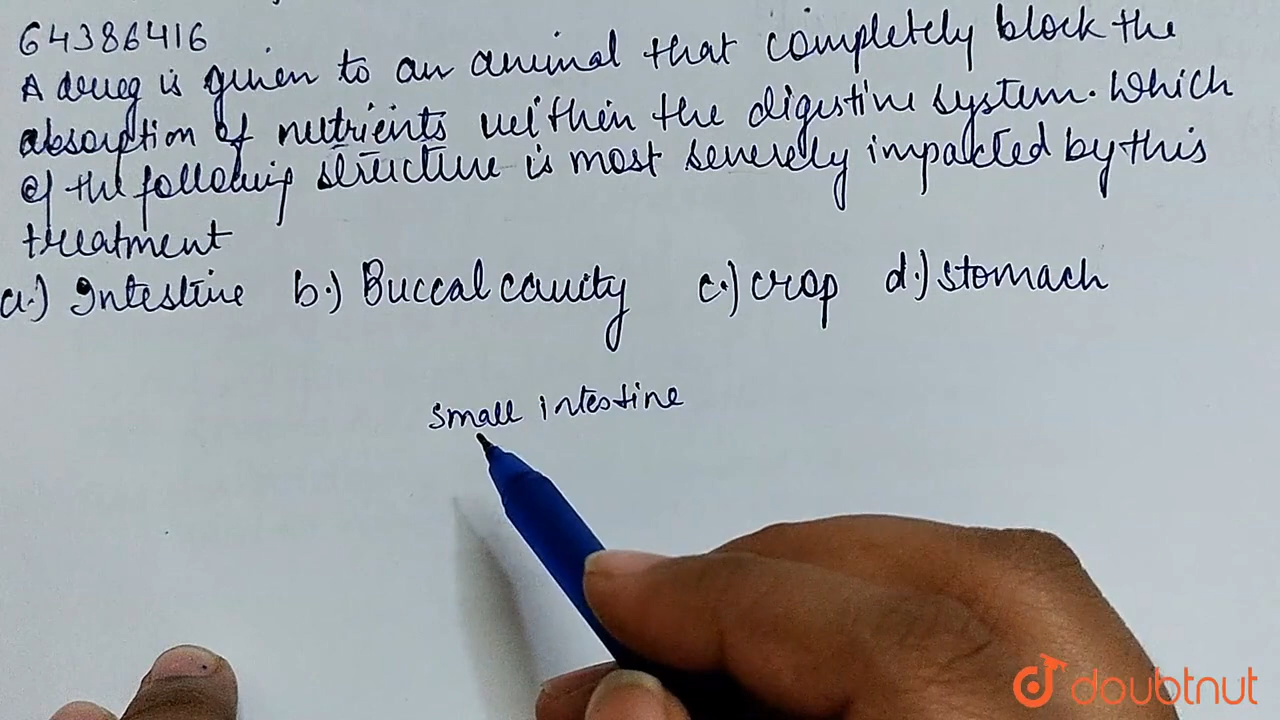 64386416
A drug is given to an animal that completely block the
absorption of nutrients within the digestive system. Which
of the following structure is most severely impacted by this
treatment
a.) Intestine b.) Buccal cavity c.) crop d.) stomach
small intestine
doubtnut